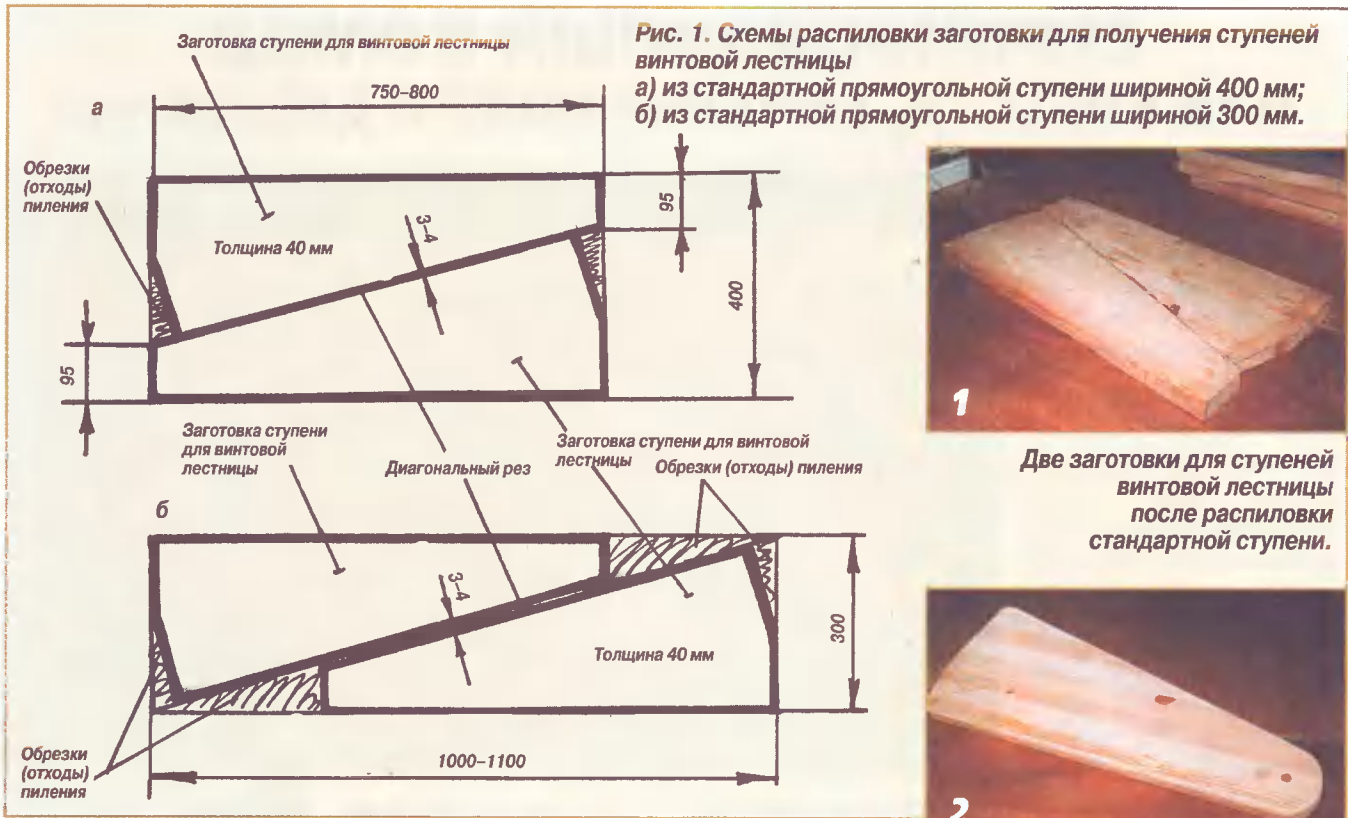 Рис. 1. Схемы распиловки заготовки для получения ступеней
винтовой лестницы
а) из стандартной прямоугольной ступени шириной 400 мм;
б) из стандартной прямоугольной ступени шириной 300 мм.
Заготовка ступени для винтовой лестницы
а
750–800
Обрезки
(отходы)
пиления
Толщина 40 мм
3–4
95
400
95
Заготовка ступени
для винтовой
лестницы
Диагональный рез
Заготовка ступени для винтовой
лестницы
Обрезки (отходы) пиления
б
3–4
300
Толщина 40 мм
Обрезки
(отходы)
пиления
1000–1100
1
Две заготовки для ступеней
винтовой лестницы
после распиловки
стандартной ступени.
2